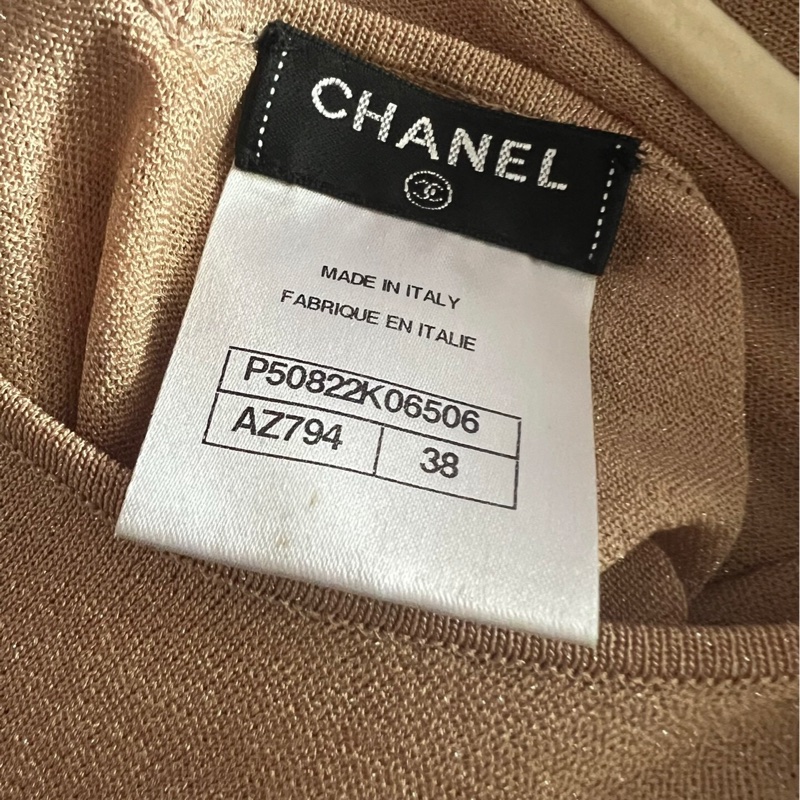 CHANEL
MADE IN ITALY
FABRIQUE EN ITALIE
P50822K06506
AZ794 38